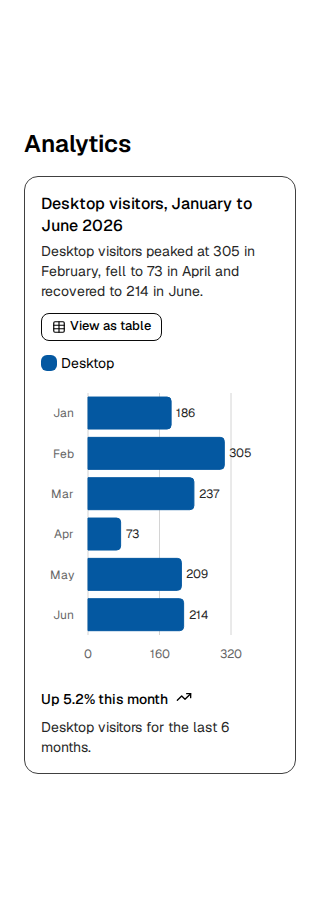 Analytics
Desktop visitors, January to
June 2026
Desktop visitors peaked at 305 in
February, fell to 73 in April and
recovered to 214 in June.
View as table
Desktop
Jan 186
Feb 305
Mar 237
Apr 73
May 209
Jun 214
0 160 320
Up 5.2% this month
Desktop visitors for the last 6
months.